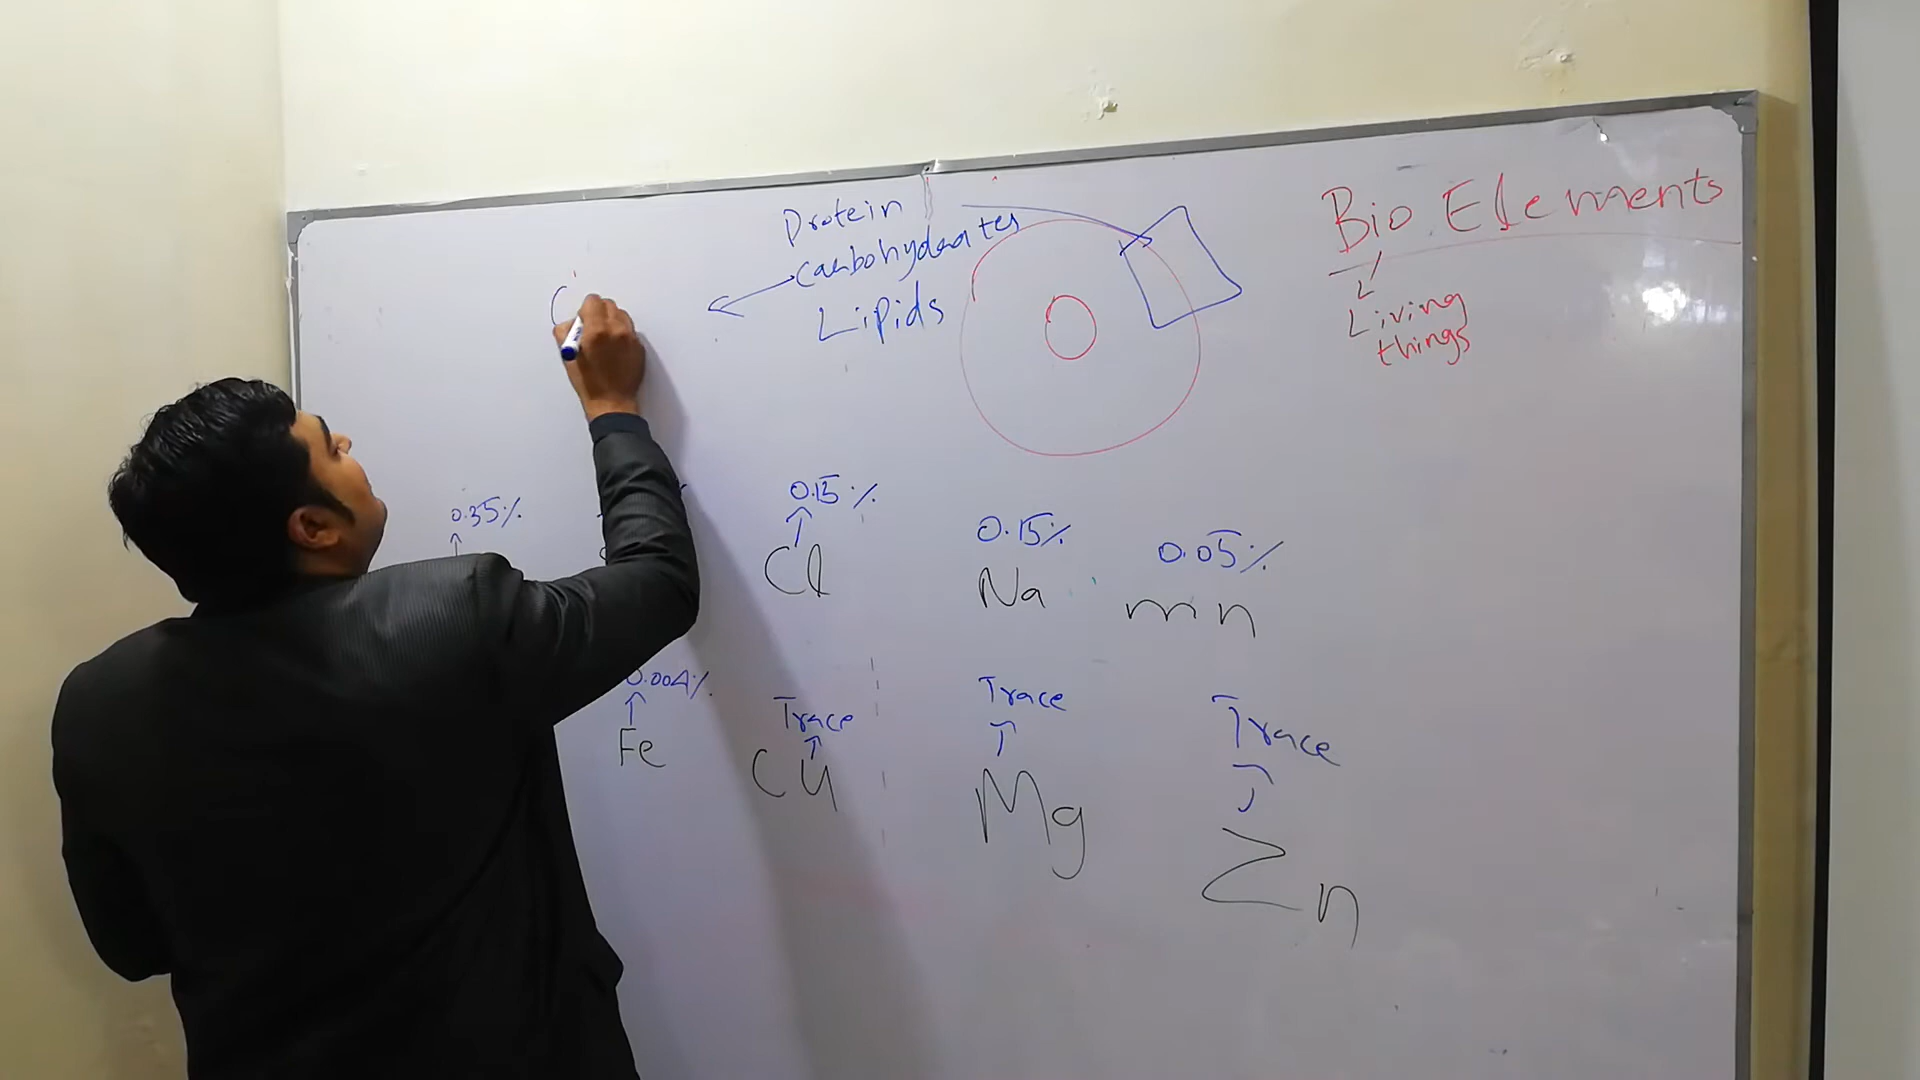 Bio Elements
Living
things
Protein
carbohydrates
Lipids
C
0.35%
0.15%
Cl
0.15%
Na
0.05%
mn
0.004%
Fe
Trace
Cu
Trace
Mg
Trace
Zn